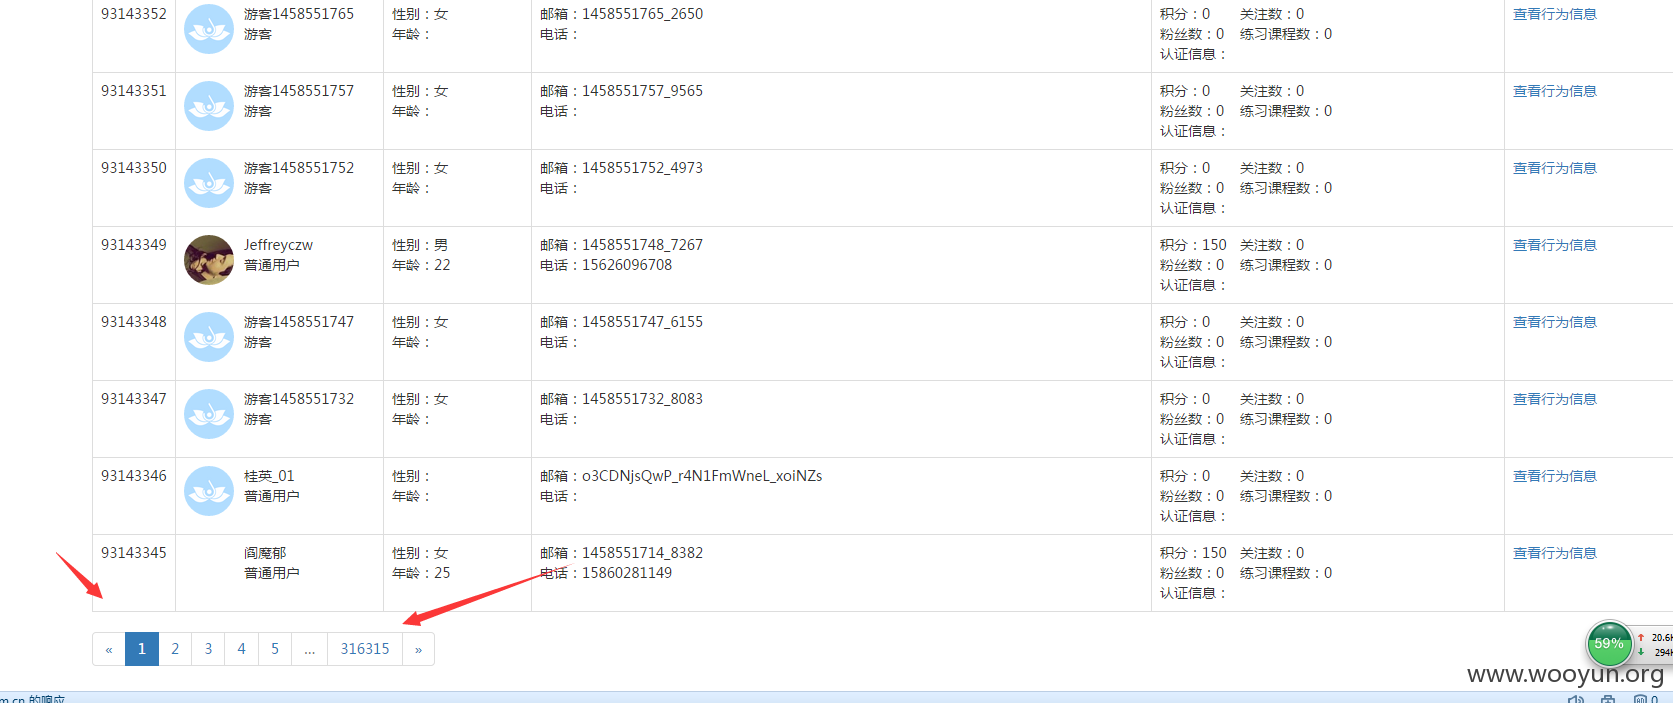 93143352 游客1458551765 性别：女 邮箱：1458551765_2650 积分：0 关注数：0 查看行为信息
游客 年龄： 电话： 粉丝数：0 练习课程数：0
认证信息：
93143351 游客1458551757 性别：女 邮箱：1458551757_9565 积分：0 关注数：0 查看行为信息
游客 年龄： 电话： 粉丝数：0 练习课程数：0
认证信息：
93143350 游客1458551752 性别：女 邮箱：1458551752_4973 积分：0 关注数：0 查看行为信息
游客 年龄： 电话： 粉丝数：0 练习课程数：0
认证信息：
93143349 Jeffreyczw 性别：男 邮箱：1458551748_7267 积分：150 关注数：0 查看行为信息
普通用户 年龄：22 电话：15626096708 粉丝数：0 练习课程数：0
认证信息：
93143348 游客1458551747 性别：女 邮箱：1458551747_6155 积分：0 关注数：0 查看行为信息
游客 年龄： 电话： 粉丝数：0 练习课程数：0
认证信息：
93143347 游客1458551732 性别：女 邮箱：1458551732_8083 积分：0 关注数：0 查看行为信息
游客 年龄： 电话： 粉丝数：0 练习课程数：0
认证信息：
93143346 桂英_01 性别： 邮箱：o3CDNjsQwP_r4N1FmWneL_xoiNZs 积分：0 关注数：0 查看行为信息
普通用户 年龄： 电话： 粉丝数：0 练习课程数：0
认证信息：
93143345 阎魔郁 性别：女 邮箱：1458551714_8382 积分：150 关注数：0 查看行为信息
普通用户 年龄：25 电话：15860281149 粉丝数：0 练习课程数：0
认证信息：
« 1 2 3 4 5 ... 316315 »
59% 20.6K
294K
www.wooyun.org
m.cn 的响应 0